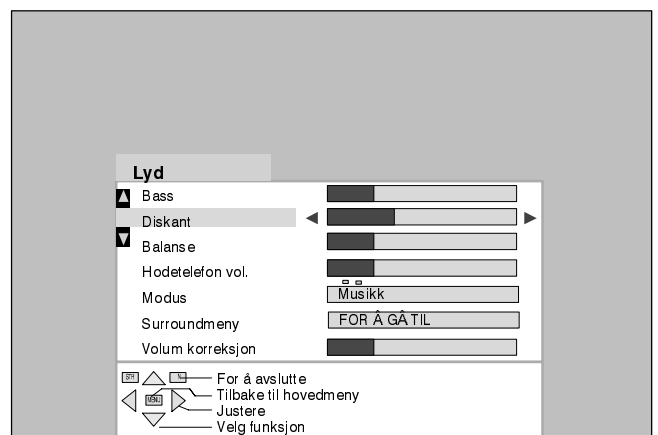 Lyd
Bass
Diskant
Balanse
Hodetelefon vol.
Modus
Musikk
Surroundmeny
FOR Å GÅ TIL
Volum korreksjon
For å avslutte
Tilbake til hovedmeny
MENU
Justere
Velg funksjon